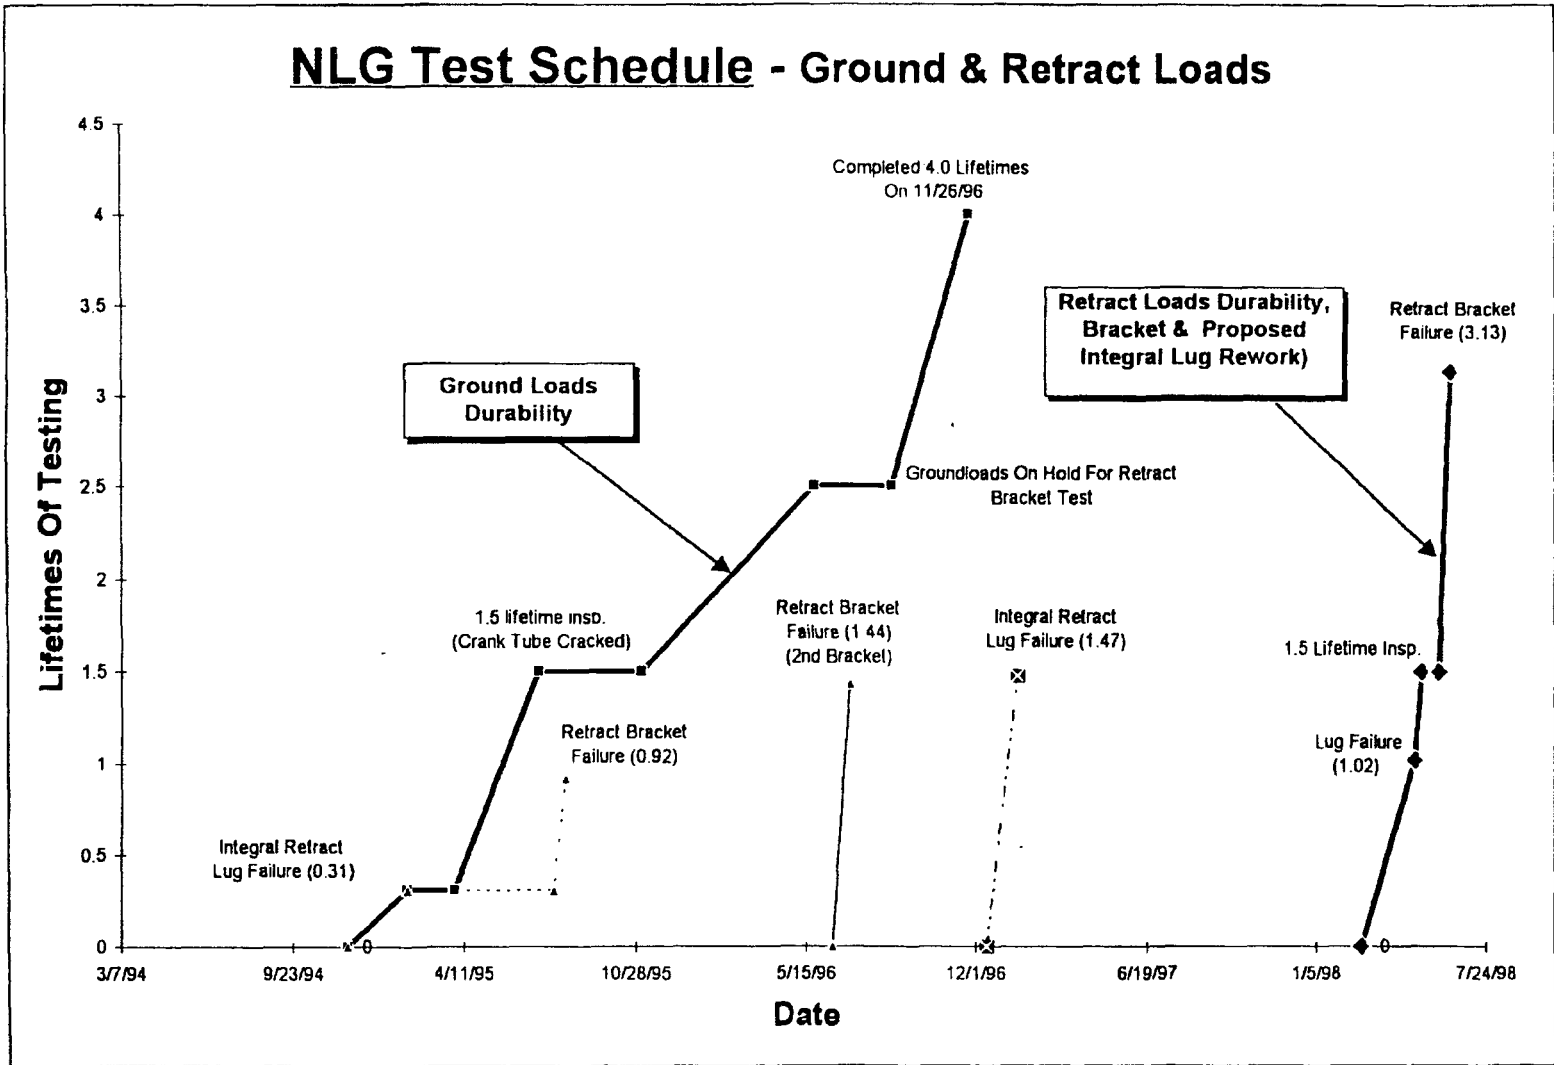 NLG Test Schedule - Ground & Retract Loads
4.5
4
3.5
3
2.5
2
1.5
1
0.5
0
Lifetimes Of Testing
Completed 4.0 Lifetimes
On 11/26/96
Retract Loads Durability,
Bracket & Proposed
Integral Lug Rework)
Retract Bracket
Failure (3.13)
Ground Loads
Durability
Groundloads On Hold For Retract
Bracket Test
1.5 lifetime insp.
(Crank Tube Cracked)
Retract Bracket
Failure (1.44)
(2nd Bracket)
Integral Retract
Lug Failure (1.47)
1.5 Lifetime Insp.
Retract Bracket
Failure (0.92)
Lug Failure
(1.02)
Integral Retract
Lug Failure (0.31)
0
0
3/7/94
9/23/94
4/11/95
10/28/95
5/15/96
12/1/96
6/19/97
1/5/98
7/24/98
Date